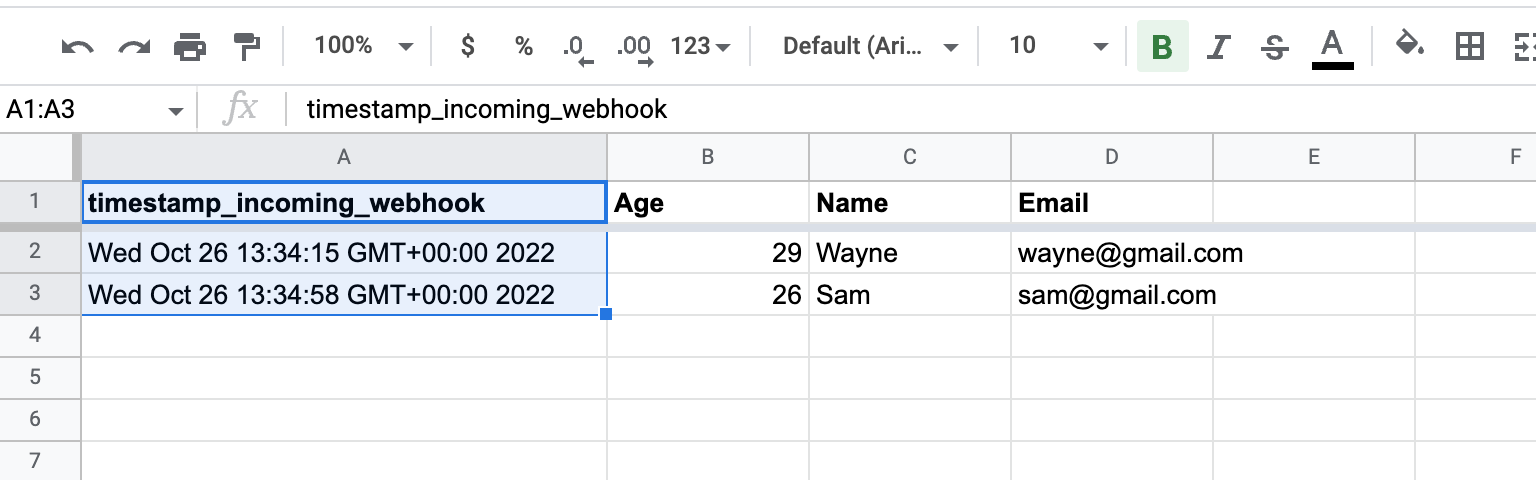 100% $ % .0 .00 123 Default (Ari... 10 B I S A
A1:A3 fx timestamp_incoming_webhook
A B C D E F
1 timestamp_incoming_webhook Age Name Email
2 Wed Oct 26 13:34:15 GMT+00:00 2022 29 Wayne wayne@gmail.com
3 Wed Oct 26 13:34:58 GMT+00:00 2022 26 Sam sam@gmail.com
4
5
6
7